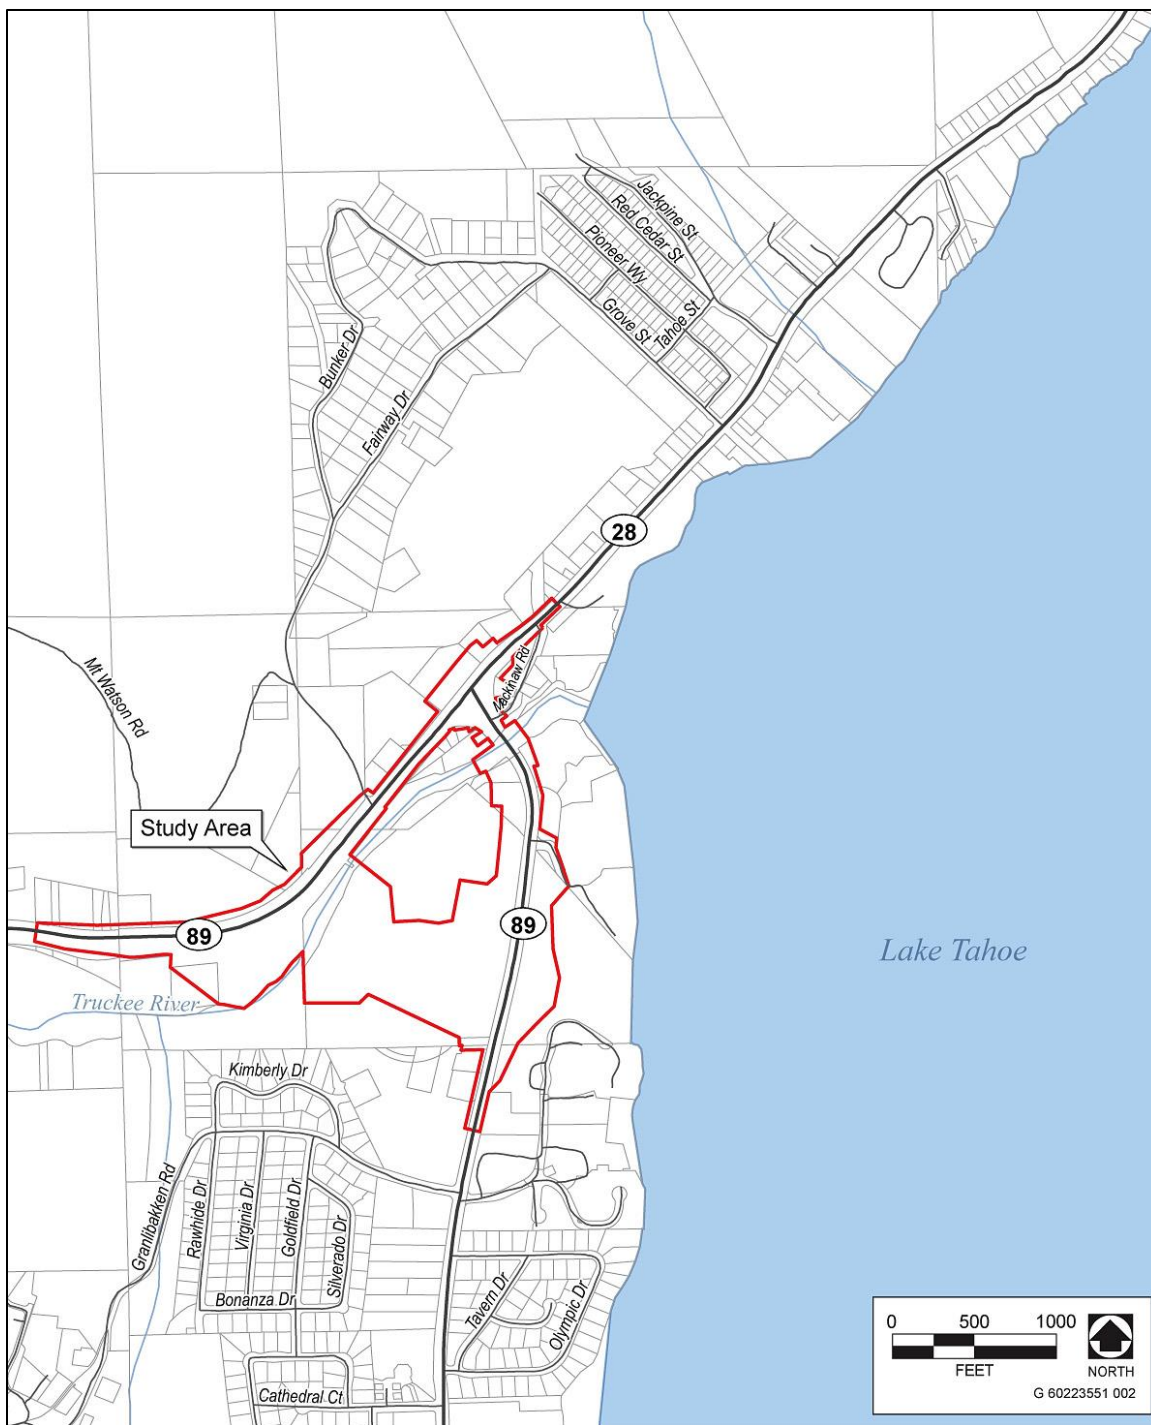 Jackpine St
Red Cedar St
Pioneer Wy
Grove St
Tahoe St
Bunker Dr
Fairway Dr
28
Mackinaw Rd
Mt Watson Rd
Study Area
89
89
Lake Tahoe
Truckee River
Kimberly Dr
Granlibakken Rd
Rawhide Dr
Virginia Dr
Goldfield Dr
Silverado Dr
Bonanza Dr
Tavern Dr
Olympic Dr
Cathedral Ct
0 500 1000
FEET
NORTH
G 60223551 002